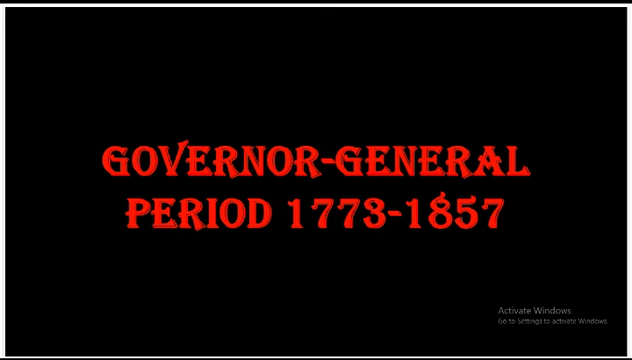 GOVERNOR-GENERAL
PERIOD 1773-1857
Activate Windows
Go to Settings to activate Windows.